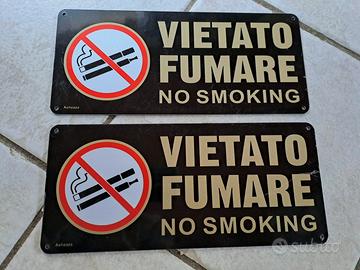 VIETATO
FUMARE
NO SMOKING
VIETATO
FUMARE
NO SMOKING
subito